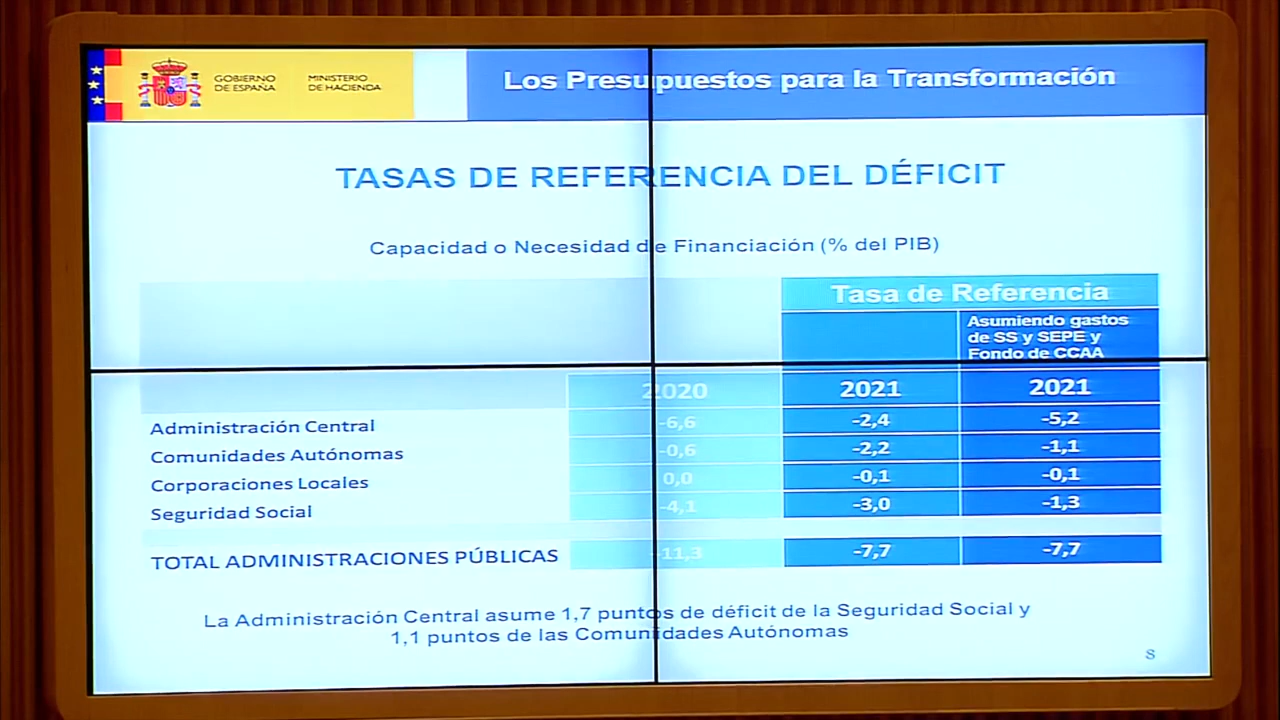 GOBIERNO
DE ESPAÑA
MINISTERIO
DE HACIENDA
Los Presupuestos para la Transformación
TASAS DE REFERENCIA DEL DÉFICIT
Capacidad o Necesidad de Financiación (% del PIB)
Tasa de Referencia
Asumiendo gastos
de SS y SEPE y
Fondo de CCAA
2020 2021 2021
Administración Central -6,6 -2,4 -5,2
Comunidades Autónomas -0,6 -2,2 -1,1
Corporaciones Locales 0,0 -0,1 -0,1
Seguridad Social -4,1 -3,0 -1,3
TOTAL ADMINISTRACIONES PÚBLICAS -11,3 -7,7 -7,7
La Administración Central asume 1,7 puntos de déficit de la Seguridad Social y
1,1 puntos de las Comunidades Autónomas